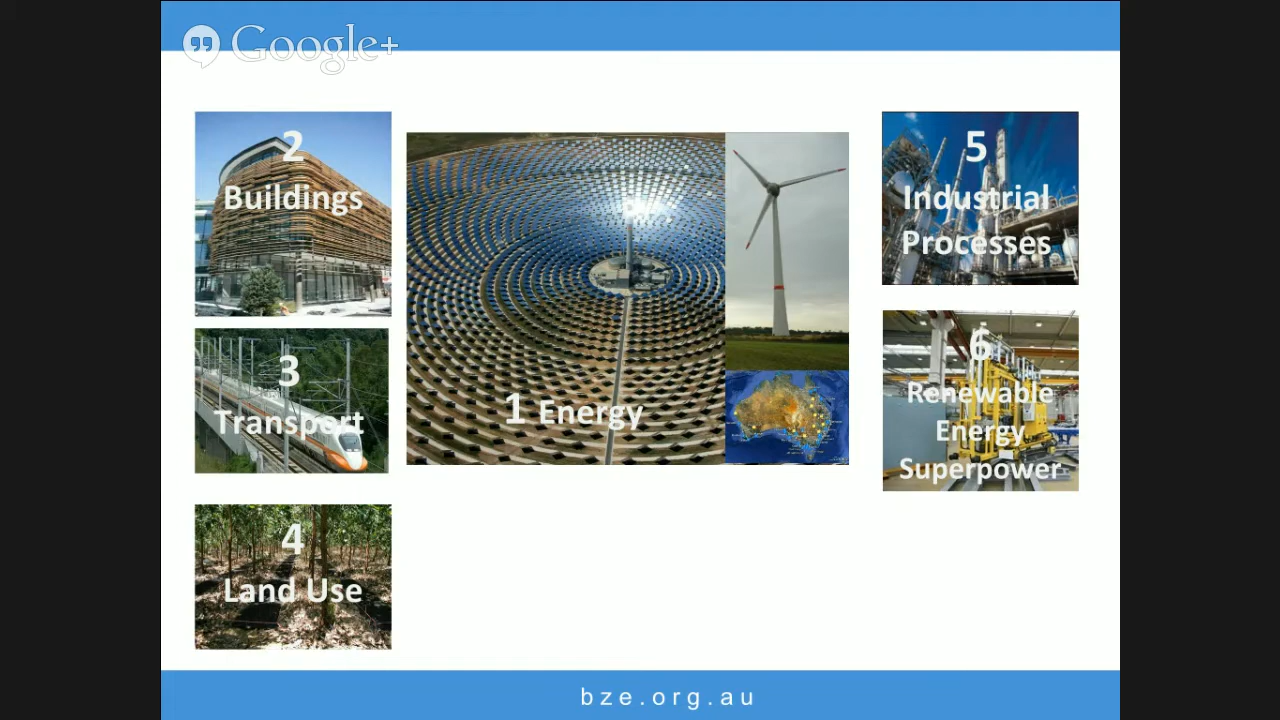 Google+
2
Buildings
3
Transport
4
Land Use
1 Energy
5
Industrial
Processes
6
Renewable
Energy
Superpower
bze.org.au